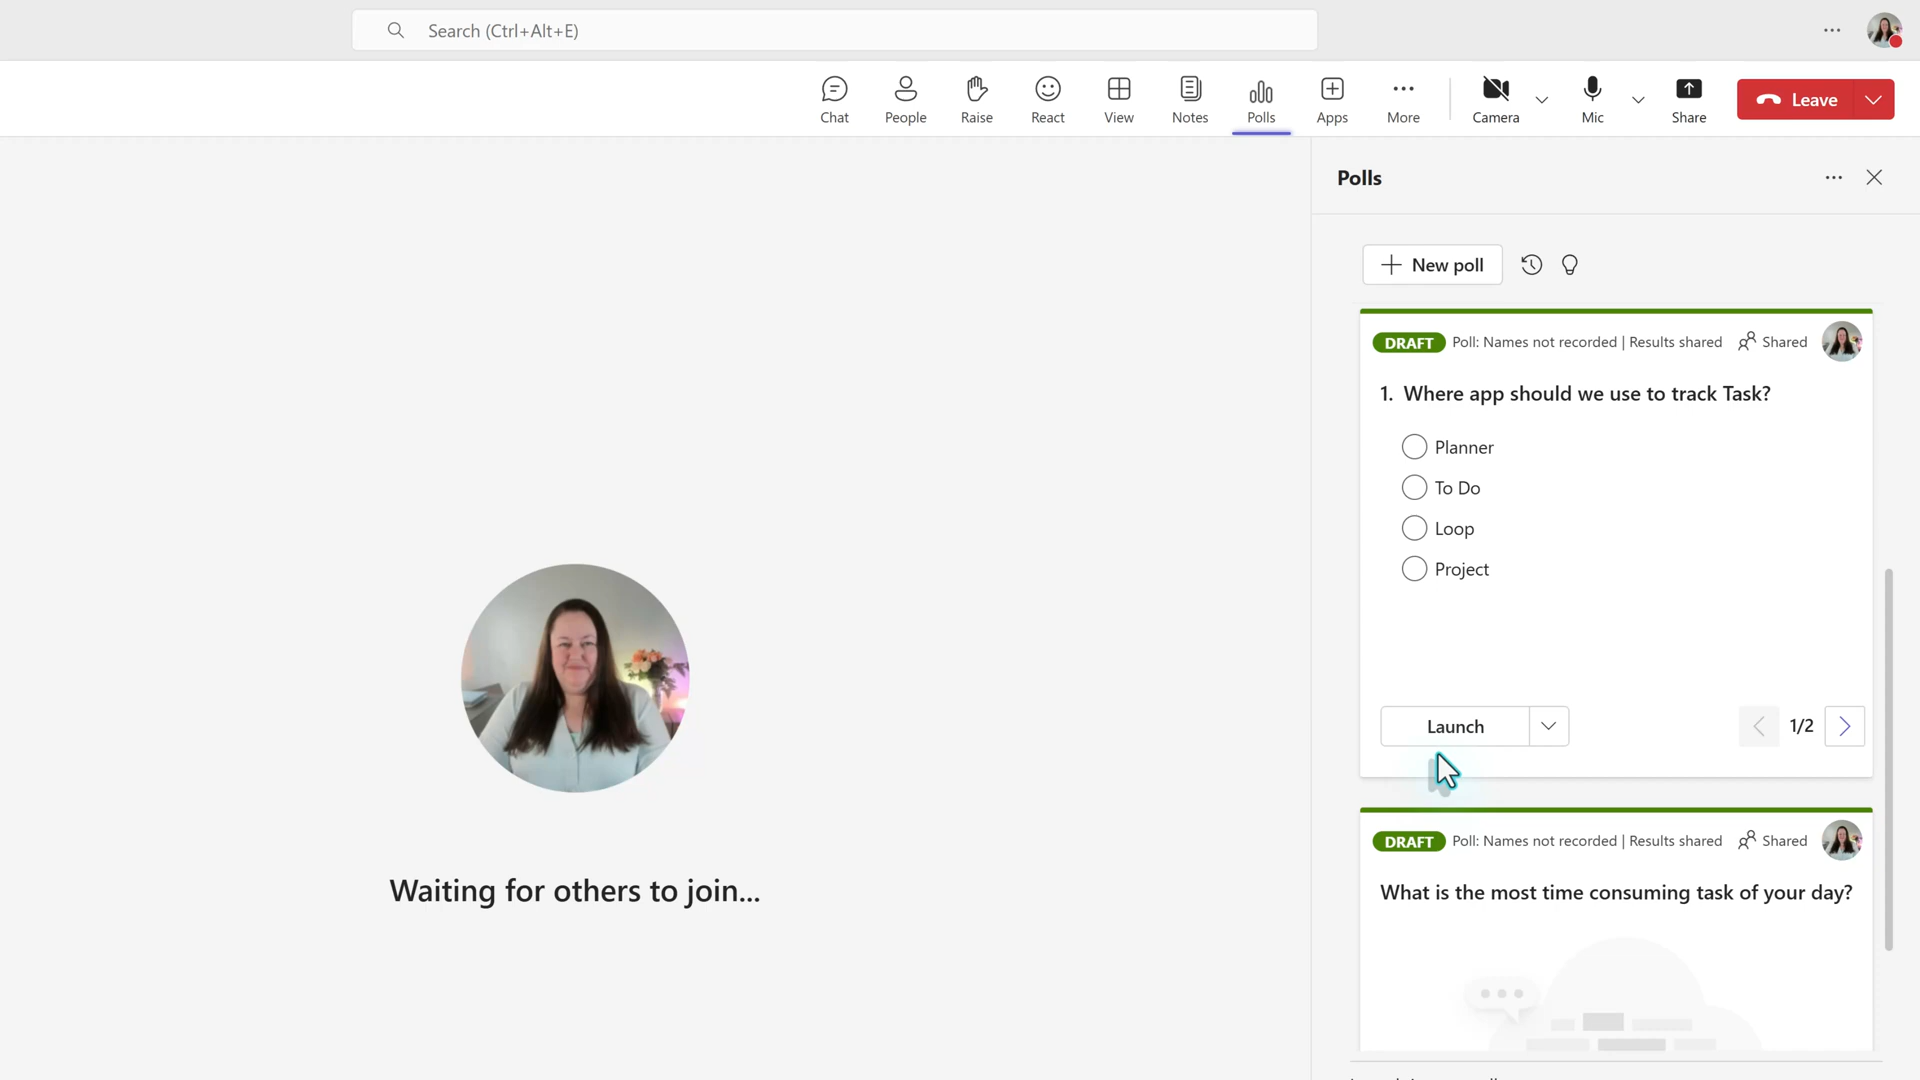 Search (Ctrl+Alt+E)
Chat
People
Raise
React
View
Notes
Polls
Apps
More
Camera
Mic
Share
Leave
Polls
New poll
DRAFT Poll: Names not recorded | Results shared Shared
1. Where app should we use to track Task?
Planner
To Do
Loop
Project
Launch
1/2
DRAFT Poll: Names not recorded | Results shared Shared
What is the most time consuming task of your day?
Waiting for others to join...